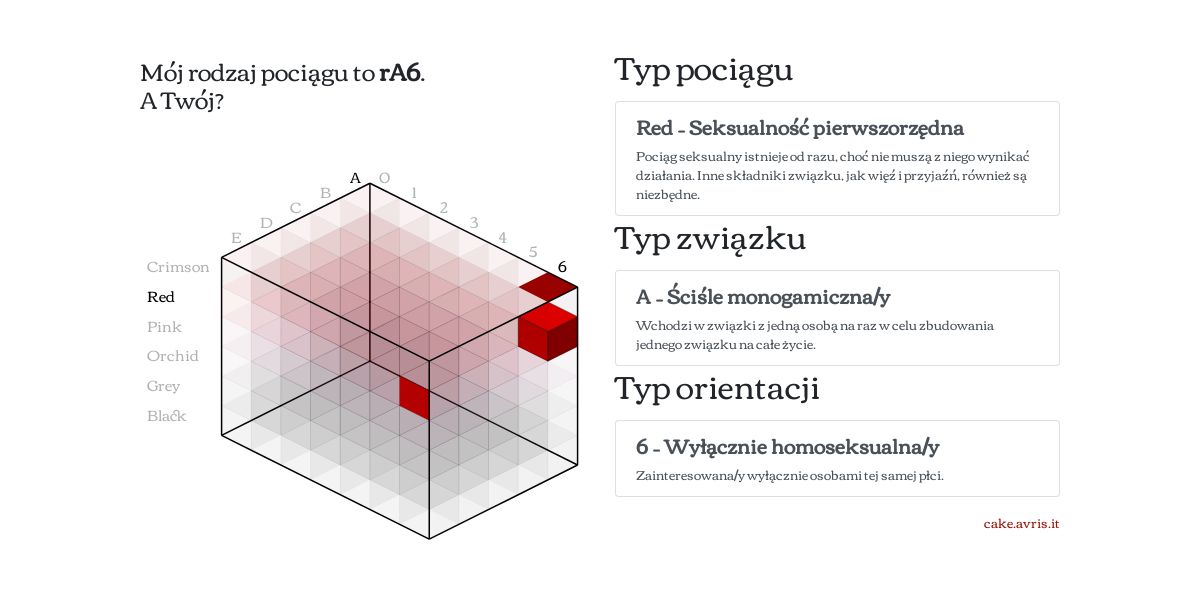 Mój rodzaj pociągu to rA6.
A Twój?
A O
B 1
C 2
D 3
E 4
5
6
Crimson
Red
Pink
Orchid
Grey
Black
Typ pociągu
Red - Seksualność pierwszorzędna
Pociąg seksualny istnieje od razu, choć nie muszą z niego wynikać
działania. Inne składniki związku, jak więź i przyjaźń, również są
niezbędne.
Typ związku
A - Ściśle monogamiczna/y
Wchodzi w związki z jedną osobą na raz w celu zbudowania
jednego związku na całe życie.
Typ orientacji
6 - Wyłącznie homoseksualna/y
Zainteresowana/y wyłącznie osobami tej samej płci.
cake.avris.it